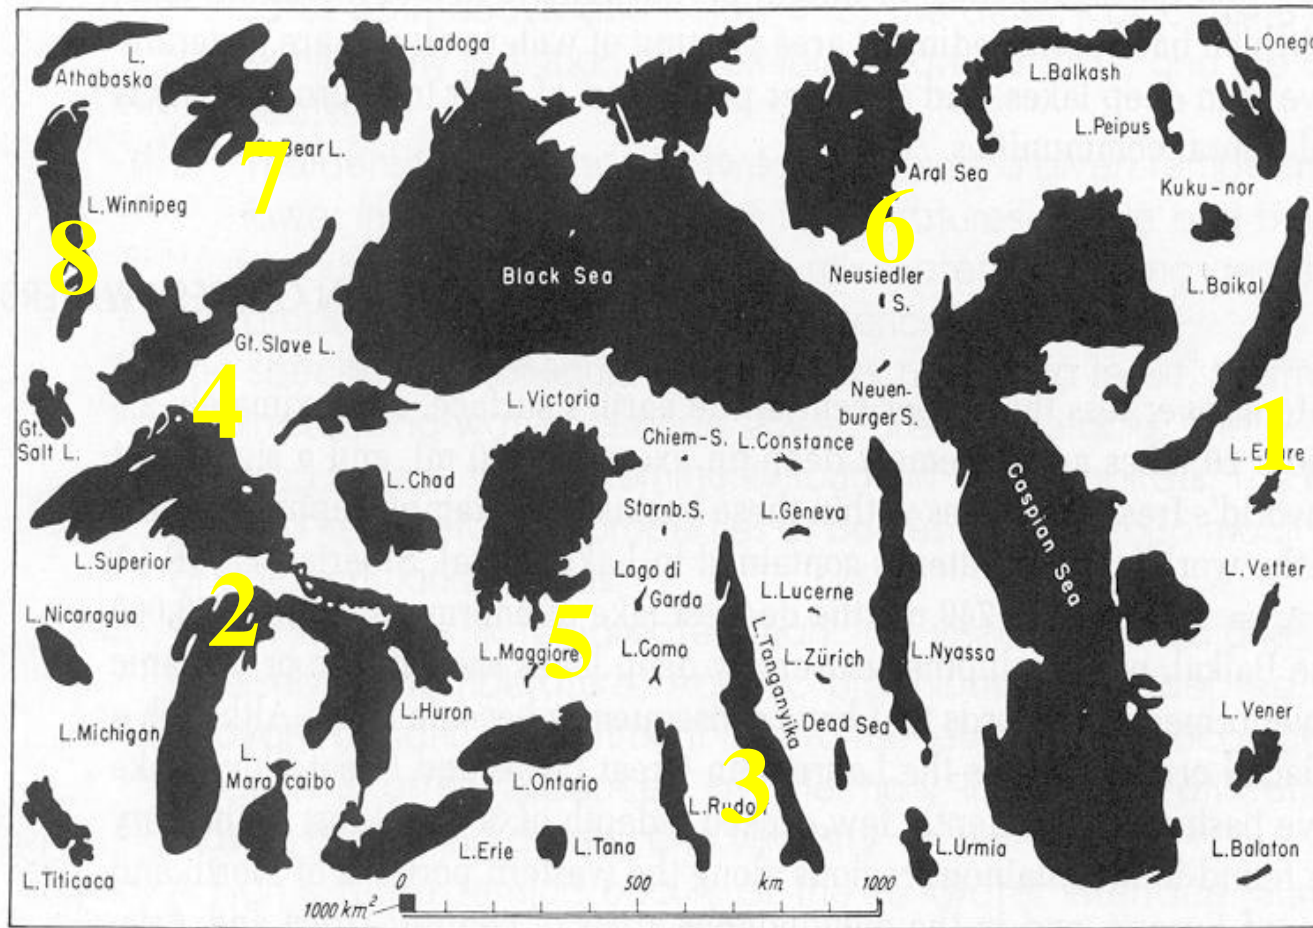 L.Ladoga
L.Onega
L.
Athabaska
L.Balkash
L.Peipus
Bear L.
7
Aral Sea
Kuku-nor
L.Winnipeg
8
6
Black Sea
Neusiedler
S.
L.Baikal
Gt. Slave L.
4
L.Victoria
Neuen-
burger S.
1
Gt.
Salt L.
Chiem-S.
L.Constance
L.Chad
Caspian Sea
Starnb.S.
L.Geneva
L.Superior
2
Lago di
Garda
L.Lucerne
L.Vetter
L.Nicaragua
5
L.Maggiore
L.Como
L.Tanganyika
L.Zürich
L.Nyassa
L.Michigan
L.Huron
Dead Sea
L.Vener
L.
Maracaibo
L.Ontario
3
L.Titicaca
L.Erie
L.Tana
L.Urmia
L.Balaton
0
500
km
1000
1000 km²